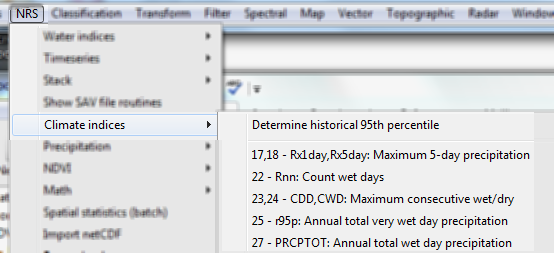 NRS Classification Transform Filter Spectral Map Vector Topographic Radar Window
Water indices
Timeseries
Stack
Show SAV file routines
Climate indices
Precipitation
NDVI
Math
Spatial statistics (batch)
Import netCDF
Determine historical 95th percentile
17,18 - Rx1day,Rx5day: Maximum 5-day precipitation
22 - Rnn: Count wet days
23,24 - CDD,CWD: Maximum consecutive wet/dry
25 - r95p: Annual total very wet day precipitation
27 - PRCPTOT: Annual total wet day precipitation